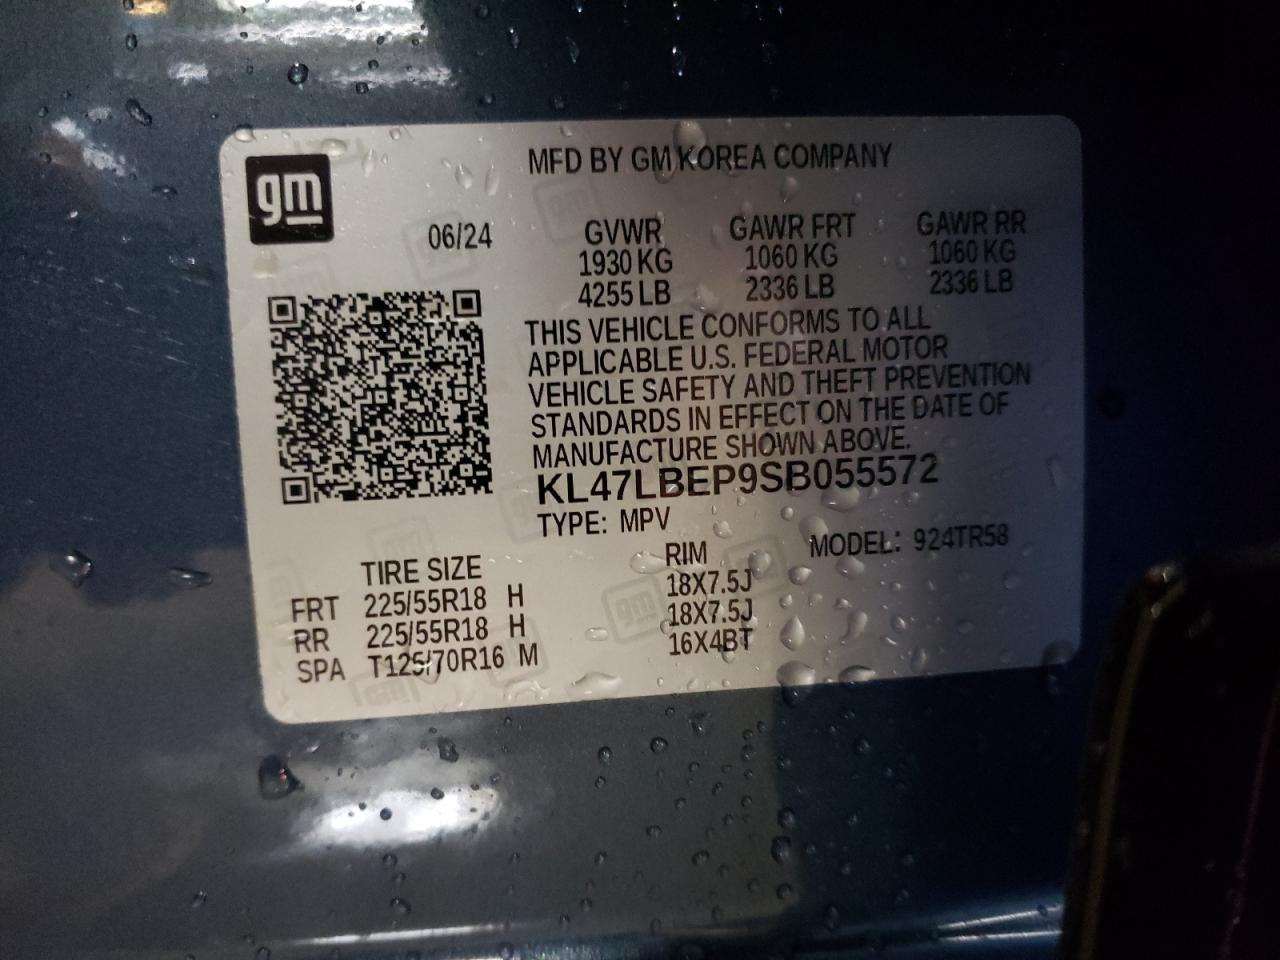 gm
MFD BY GM KOREA COMPANY
06/24
GVWR GAWR FRT GAWR RR
1930 KG 1060 KG 1060 KG
4255 LB 2336 LB 2336 LB
THIS VEHICLE CONFORMS TO ALL
APPLICABLE U.S. FEDERAL MOTOR
VEHICLE SAFETY AND THEFT PREVENTION
STANDARDS IN EFFECT ON THE DATE OF
MANUFACTURE SHOWN ABOVE.
KL47LBEP9SB055572
TYPE: MPV
MODEL: 924TR58
TIRE SIZE RIM
FRT 225/55R18 H 18X7.5J
RR 225/55R18 H 18X7.5J
SPA T125/70R16 M 16X4BT